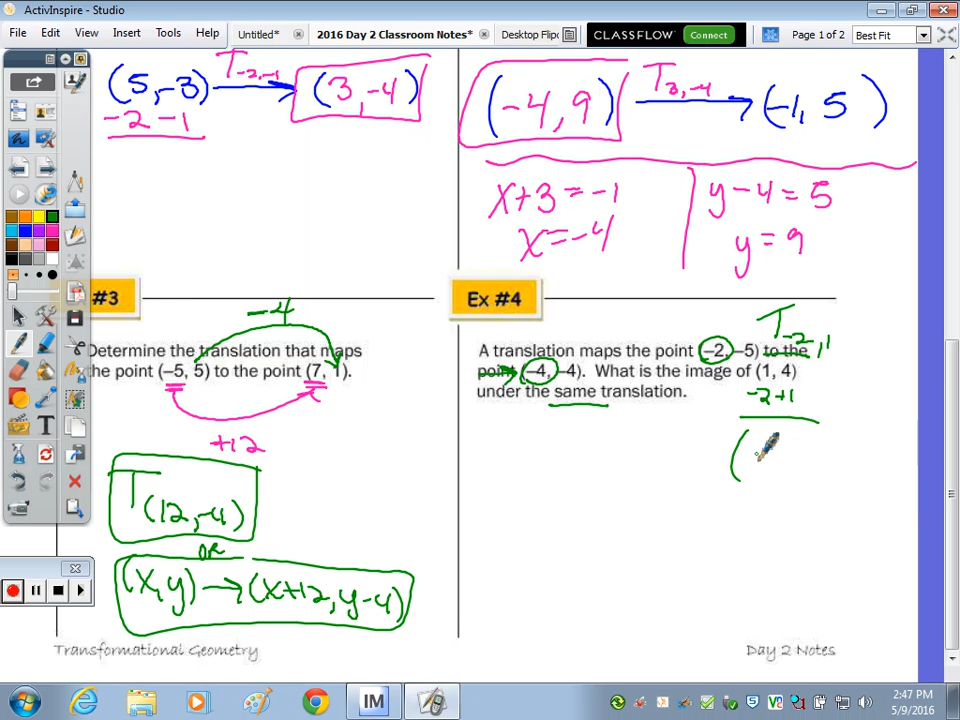 ActivInspire - Studio
File Edit View Insert Tools Help
Untitled*
2016 Day 2 Classroom Notes*
Desktop Flipc
CLASSFLOW Connect
Page 1 of 2
Best Fit
(5,-3) T-2,-1 → (3,-4)
-2 -1
(-4,9) T3,-4 → (-1, 5 )
x+3=-1
x=-4
y-4=5
y=9
#3
-4
Determine the translation that maps
the point (–5, 5) to the point (7, 1).
+12
T(12,-4)
OR
(x,y)→(x+12,y-4)
Ex #4
T-2,1
A translation maps the point (–2, –5) to the
point (–4, –4). What is the image of (1, 4)
under the same translation.
-2+1
(
Transformational Geometry
Day 2 Notes
IM
2:47 PM
5/9/2016